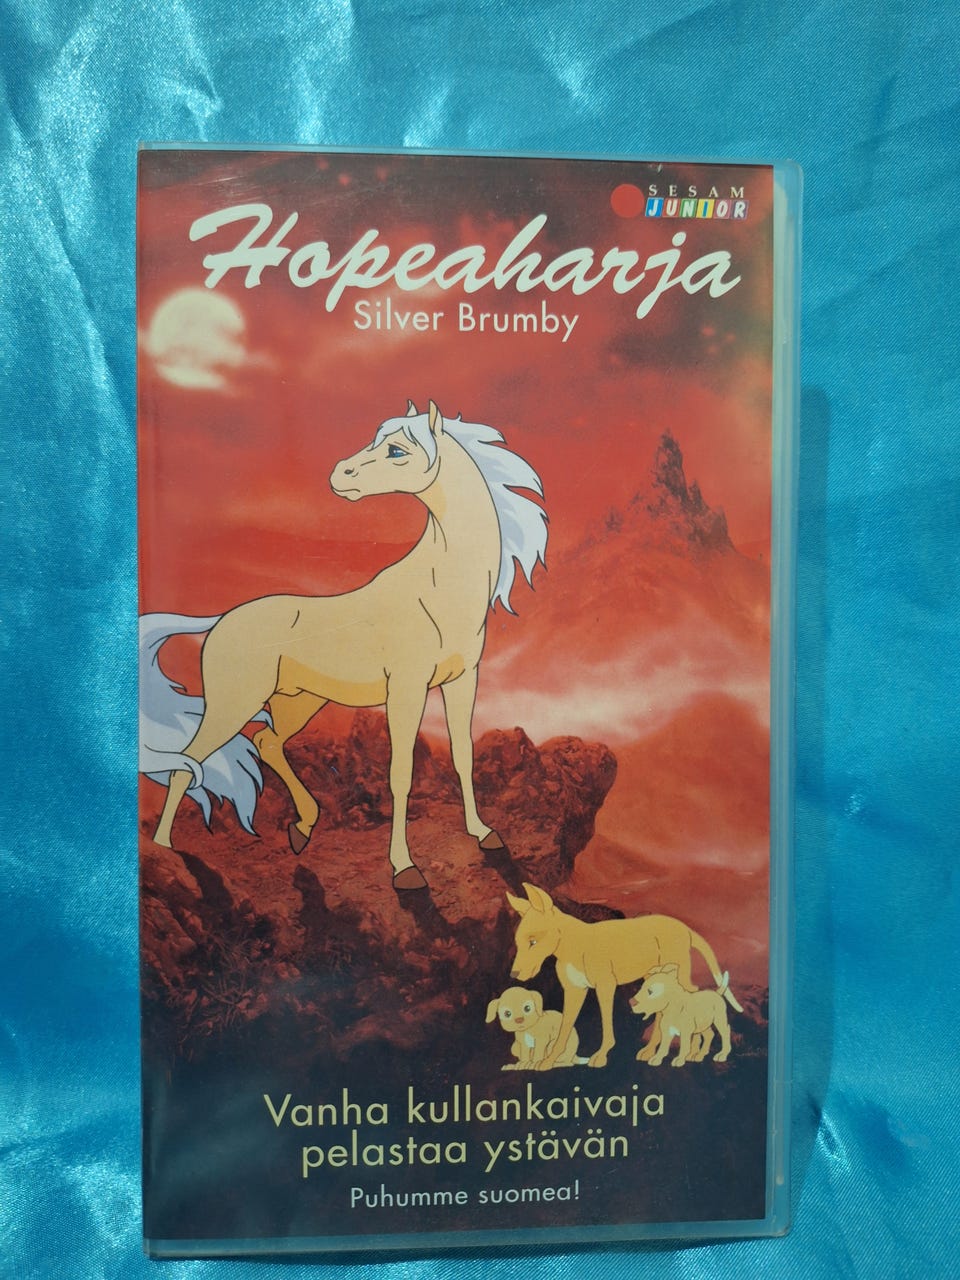 SESAM
JUNIOR
Hopeaharja
Silver Brumby
Vanha kullankaivaja
pelastaa ystävän
Puhumme suomea!